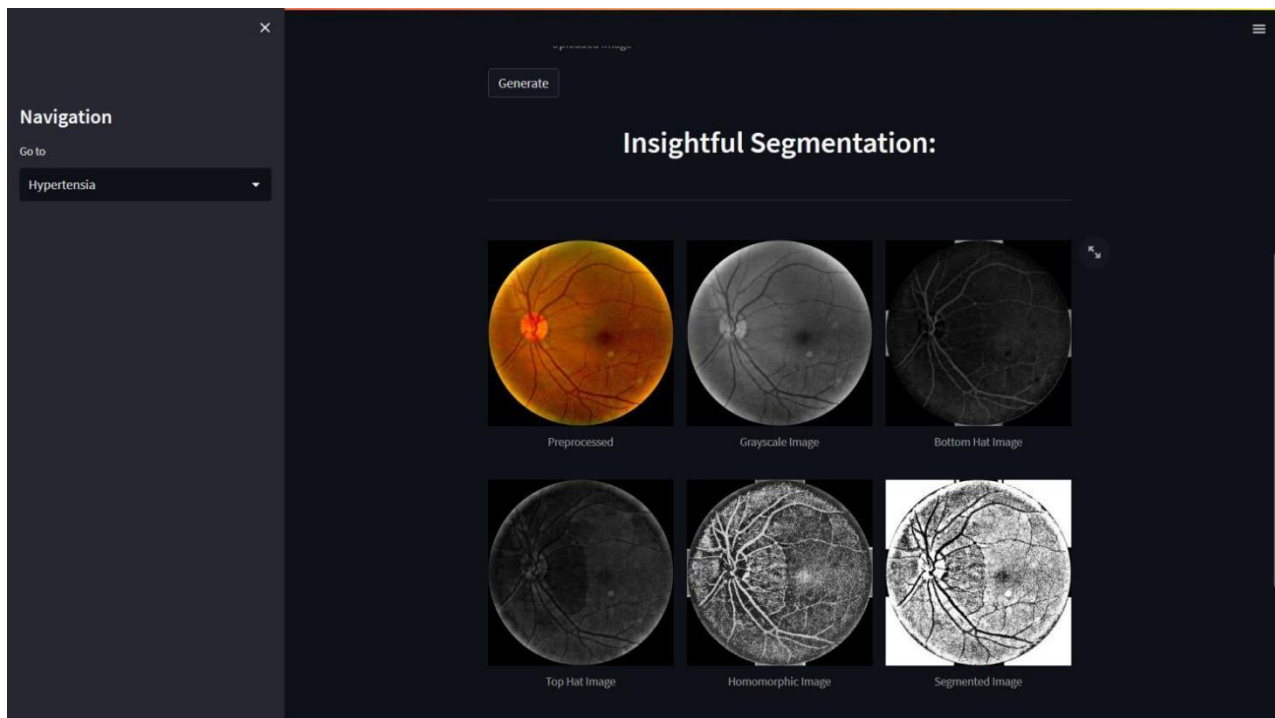 Navigation
Go to
Hypertensia
Generate
Insightful Segmentation:
Preprocessed
Grayscale Image
Bottom Hat Image
Top Hat Image
Homomorphic Image
Segmented Image